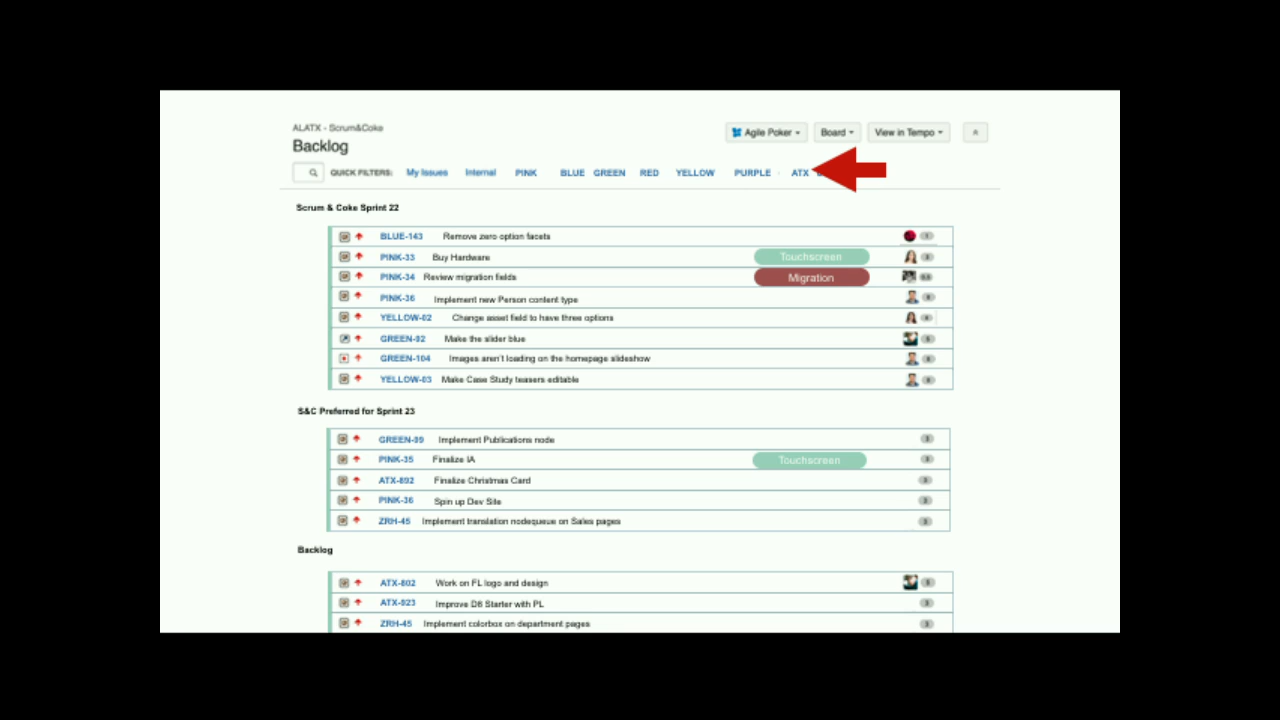 ALATX - Scrum&Coke
Backlog
Agile Poker Board View in Tempo
QUICK FILTERS: My Issues Internal PINK BLUE GREEN RED YELLOW PURPLE ATX
Scrum & Coke Sprint 22
BLUE-143 Remove zero option facets
PINK-33 Buy Hardware Touchscreen
PINK-34 Review migration fields Migration
PINK-36 Implement new Person content type
YELLOW-02 Change asset field to have three options
GREEN-92 Make the slider blue
GREEN-104 Images aren't loading on the homepage slideshow
YELLOW-03 Make Case Study teasers editable
S&C Preferred for Sprint 23
GREEN-99 Implement Publications node
PINK-35 Finalize IA Touchscreen
ATX-892 Finalize Christmas Card
PINK-36 Spin up Dev Site
ZRH-45 Implement translation nodequeue on Sales pages
Backlog
ATX-802 Work on FL logo and design
ATX-823 Improve D8 Starter with PL
ZRH-45 Implement colorbox on department pages